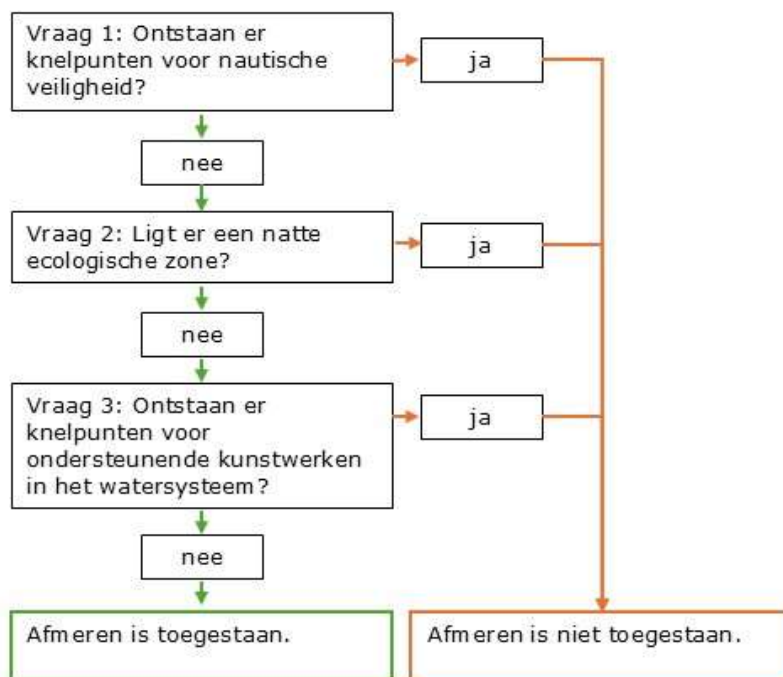 Vraag 1: Ontstaan er
knelpunten voor nautische
veiligheid?
ja
nee
Vraag 2: Ligt er een natte
ecologische zone?
ja
nee
Vraag 3: Ontstaan er
knelpunten voor
ondersteunende kunstwerken
in het watersysteem?
ja
nee
Afmeren is toegestaan.
Afmeren is niet toegestaan.